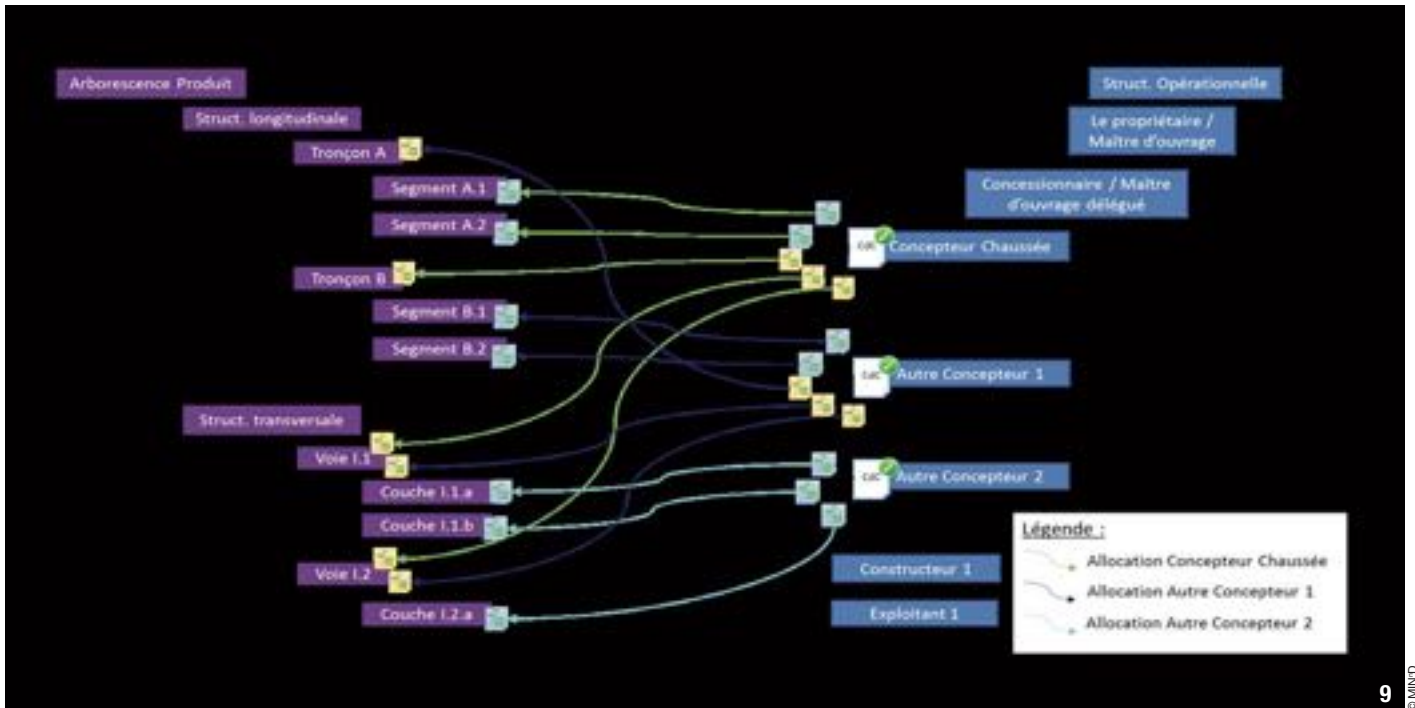 Arborescence Produit
Struct. longitudinale
Tronçon A
Segment A.1
Segment A.2
Tronçon B
Segment B.1
Segment B.2
Struct. transversale
Voie I.1
Couche I.1.a
Couche I.1.b
Voie I.2
Couche I.2.a
Struct. Opérationnelle
Le propriétaire /
Maître d'ouvrage
Concessionnaire / Maître
d'ouvrage délégué
CdC
Concepteur Chaussée
CdC
Autre Concepteur 1
CdC
Autre Concepteur 2
Constructeur 1
Exploitant 1
Légende :
Allocation Concepteur Chaussée
Allocation Autre Concepteur 1
Allocation Autre Concepteur 2
9